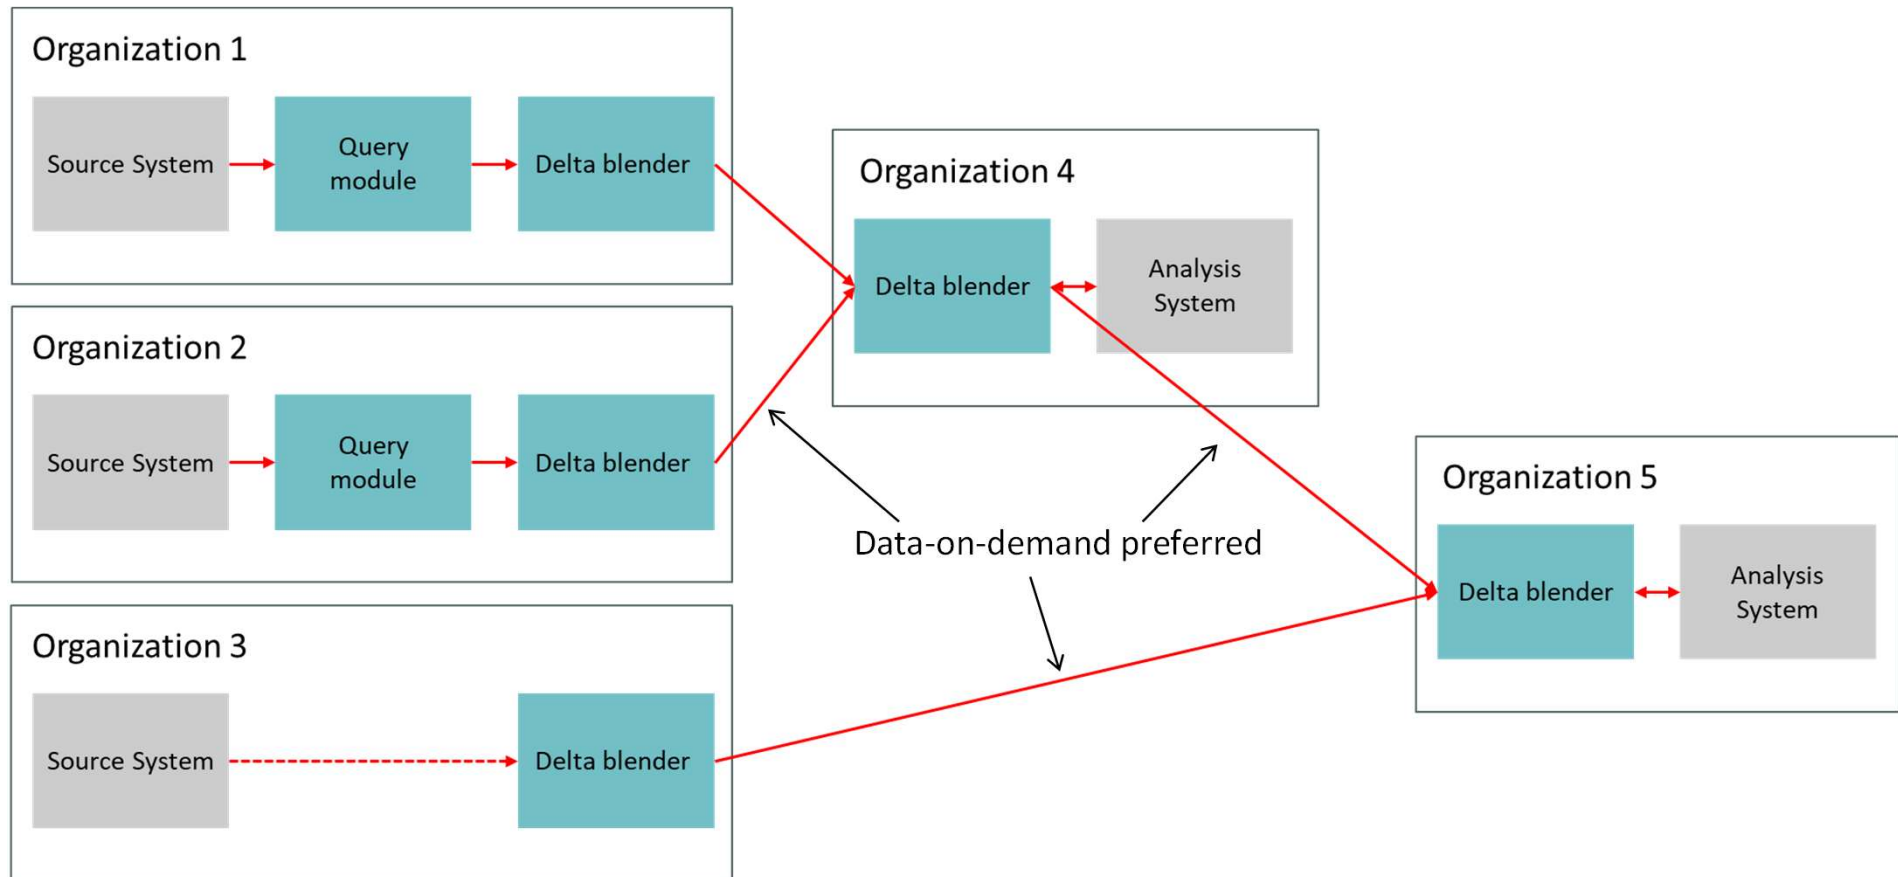 Organization 1
Source System
Query
module
Delta blender
Organization 2
Source System
Query
module
Delta blender
Organization 3
Source System
Delta blender
Organization 4
Delta blender
Analysis
System
Data-on-demand preferred
Organization 5
Delta blender
Analysis
System